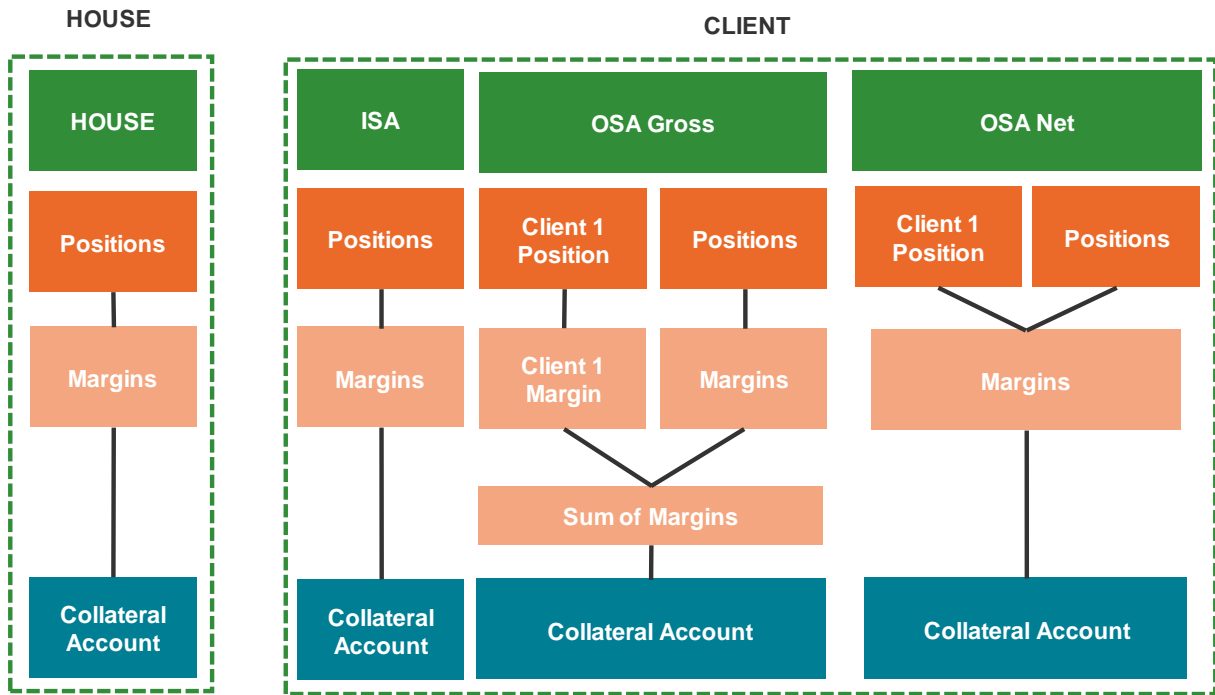 HOUSE
CLIENT
HOUSE
ISA
OSA Gross
OSA Net
Positions
Positions
Client 1
Position
Positions
Client 1
Position
Positions
Margins
Margins
Client 1
Margin
Margins
Margins
Sum of Margins
Collateral
Account
Collateral
Account
Collateral Account
Collateral Account